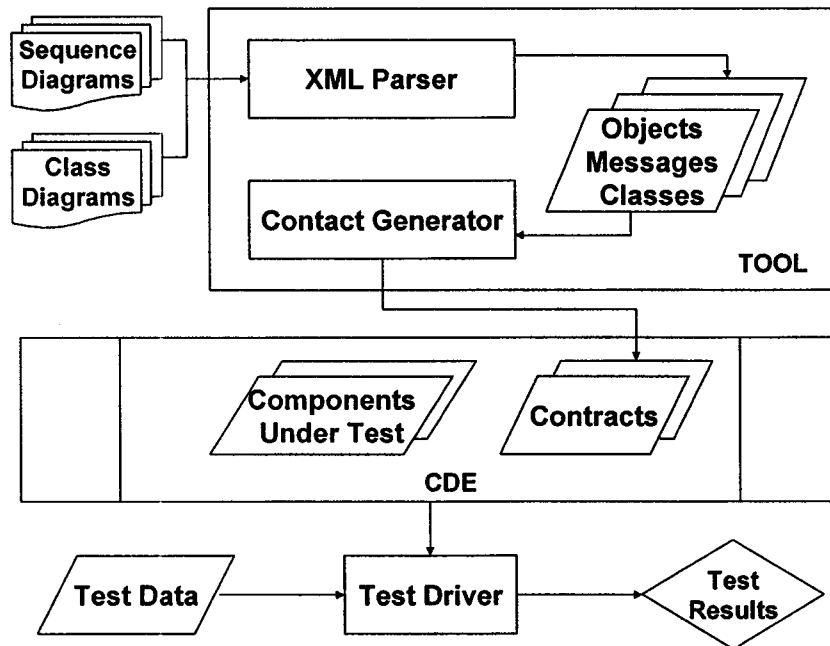 Sequence
Diagrams
XML Parser
Objects
Messages
Classes
Class
Diagrams
Contact Generator
TOOL
Components
Under Test
Contracts
CDE
Test Data
Test Driver
Test
Results